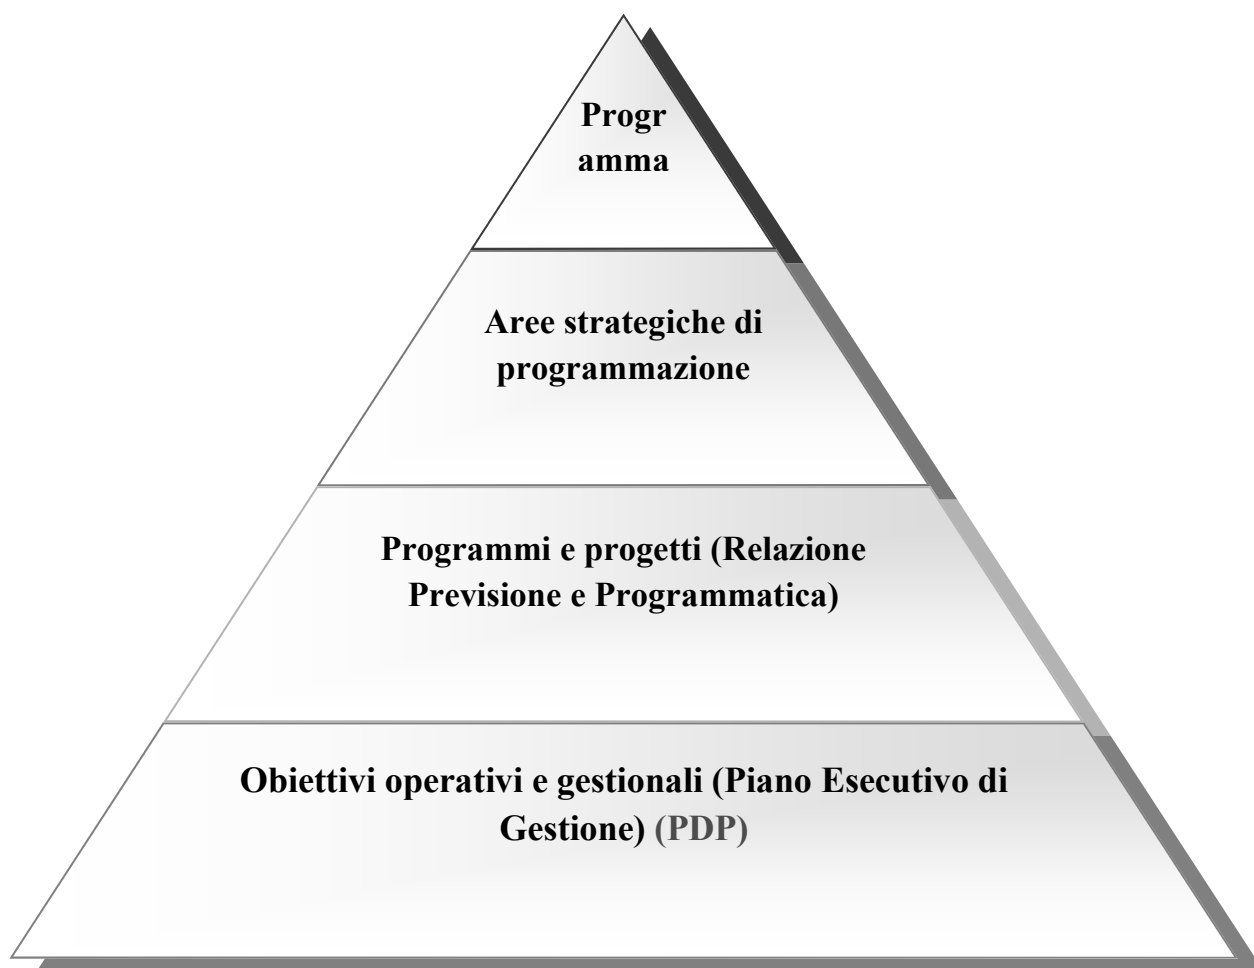 Progr
amma
Aree strategiche di
programmazione
Programmi e progetti (Relazione
Previsione e Programmatica)
Obiettivi operativi e gestionali (Piano Esecutivo di
Gestione) (PDP)